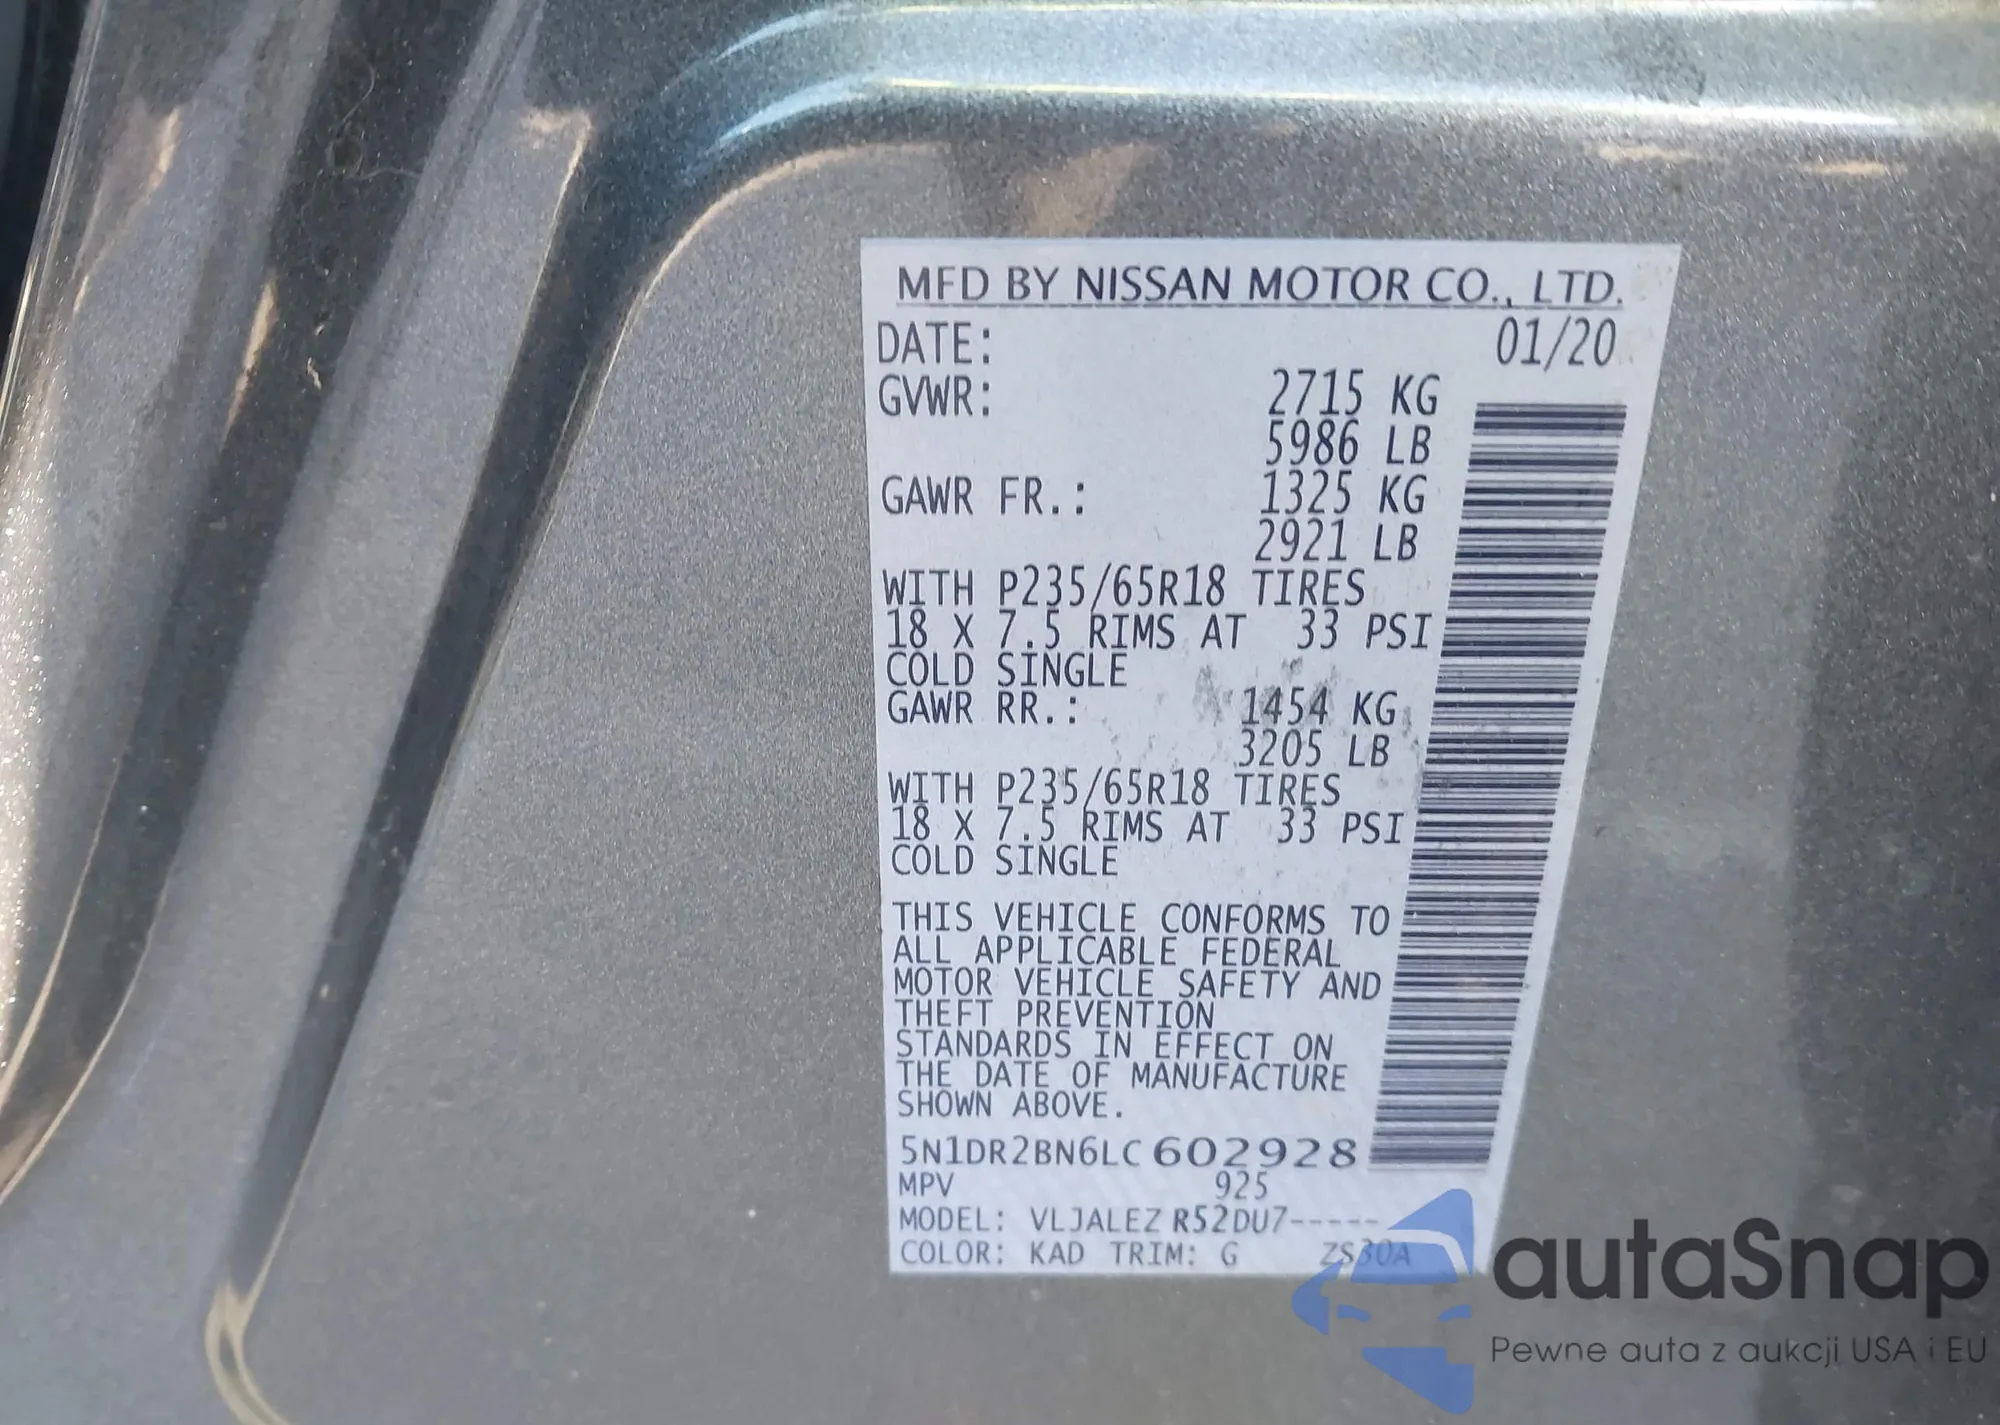 MFD BY NISSAN MOTOR CO., LTD.
DATE: 01/20
GVWR: 2715 KG
5986 LB
GAWR FR.: 1325 KG
2921 LB
WITH P235/65R18 TIRES
18 X 7.5 RIMS AT 33 PSI
COLD SINGLE
GAWR RR.: 1454 KG
3205 LB
WITH P235/65R18 TIRES
18 X 7.5 RIMS AT 33 PSI
COLD SINGLE
THIS VEHICLE CONFORMS TO
ALL APPLICABLE FEDERAL
MOTOR VEHICLE SAFETY AND
THEFT PREVENTION
STANDARDS IN EFFECT ON
THE DATE OF MANUFACTURE
SHOWN ABOVE.
5N1DR2BN6LC602928
MPV 925
MODEL: VLJALEZ R52DU7-----
COLOR: KAD TRIM: G ZS30A
autaSnap
Pewne auta z aukcji USA i EU